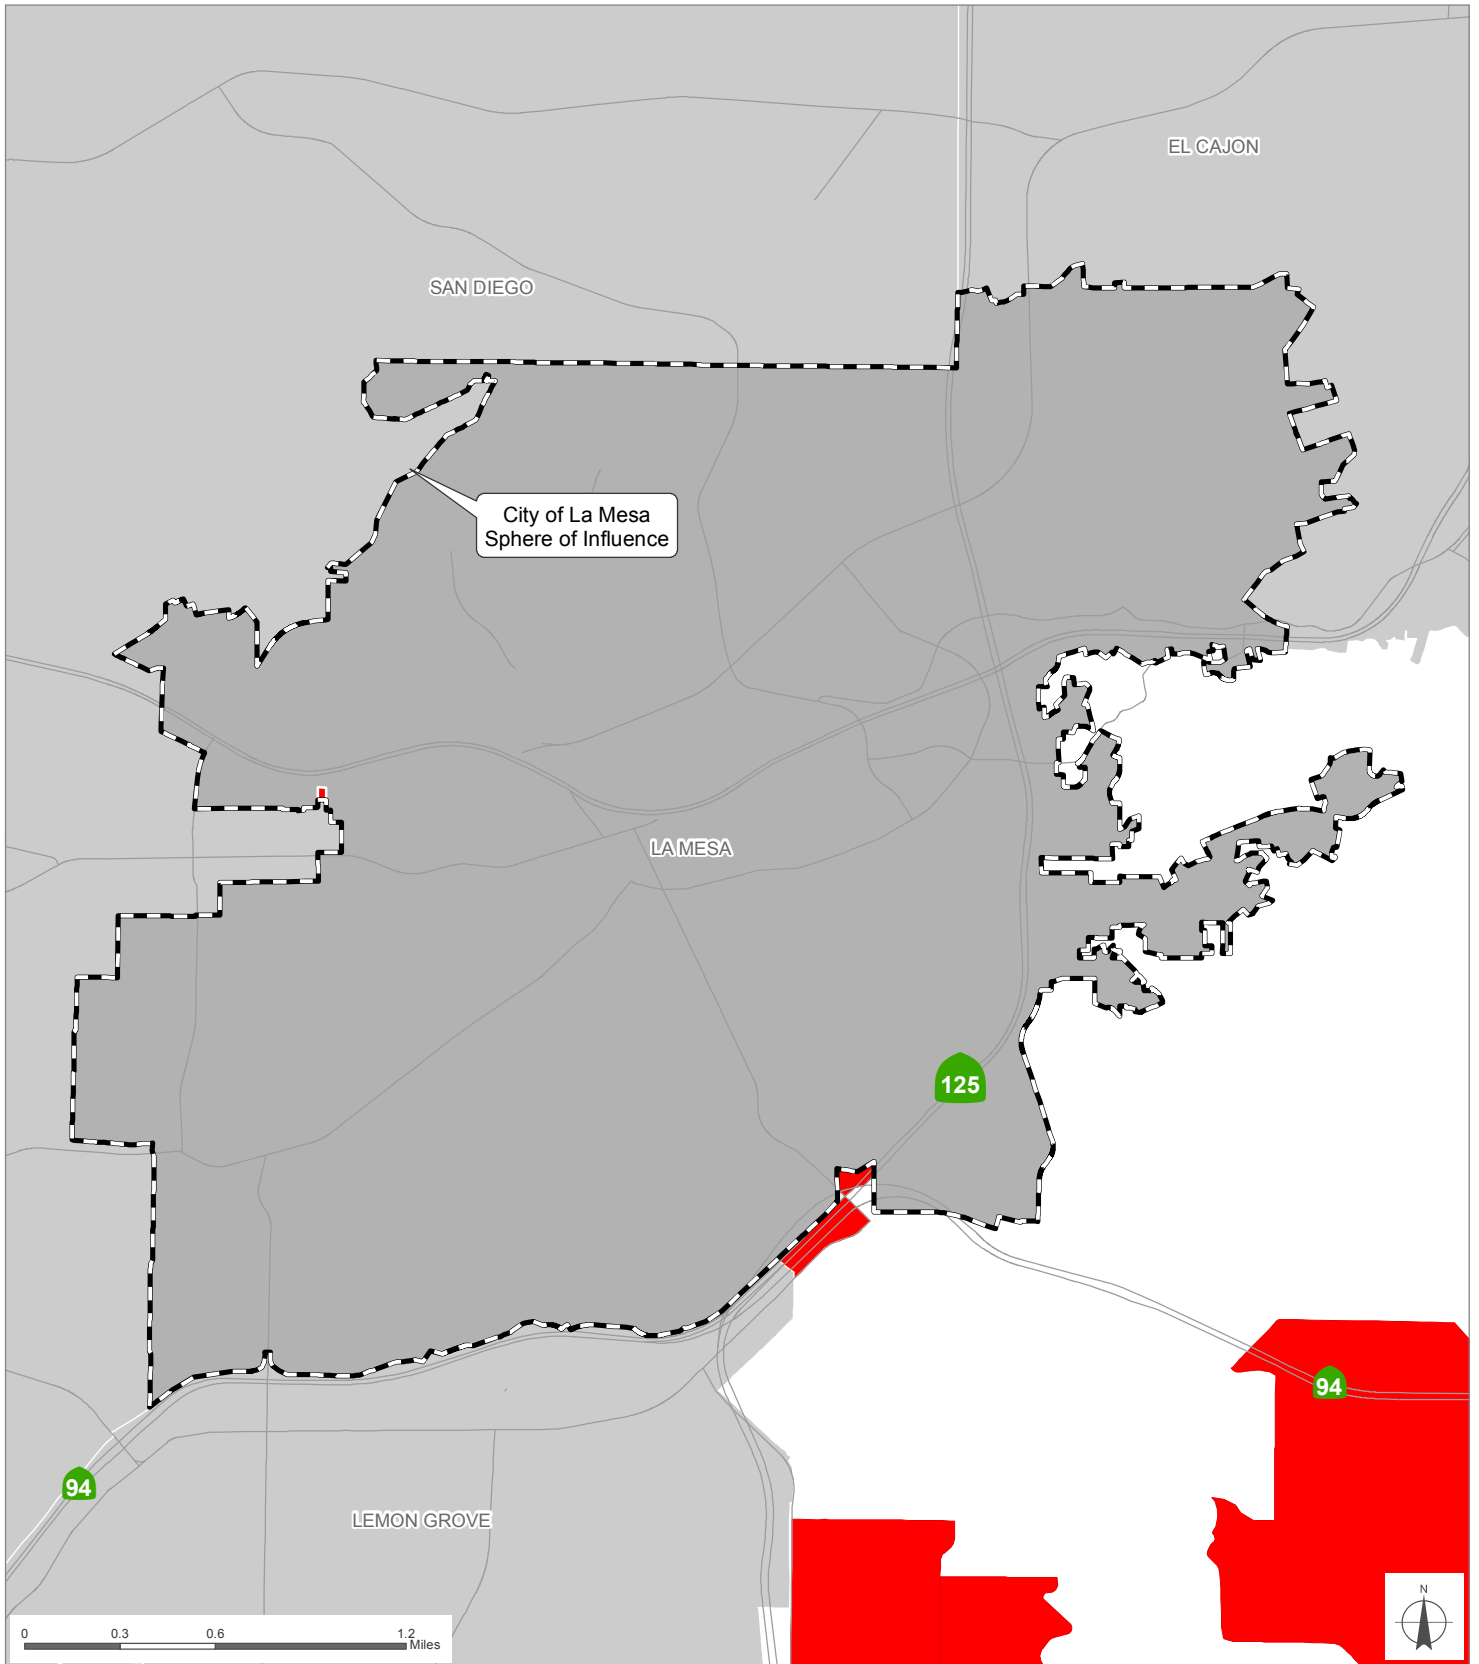 EL CAJON
SAN DIEGO
City of La Mesa
Sphere of Influence
LA MESA
125
94
94
LEMON GROVE
N
0 0.3 0.6 1.2
Miles